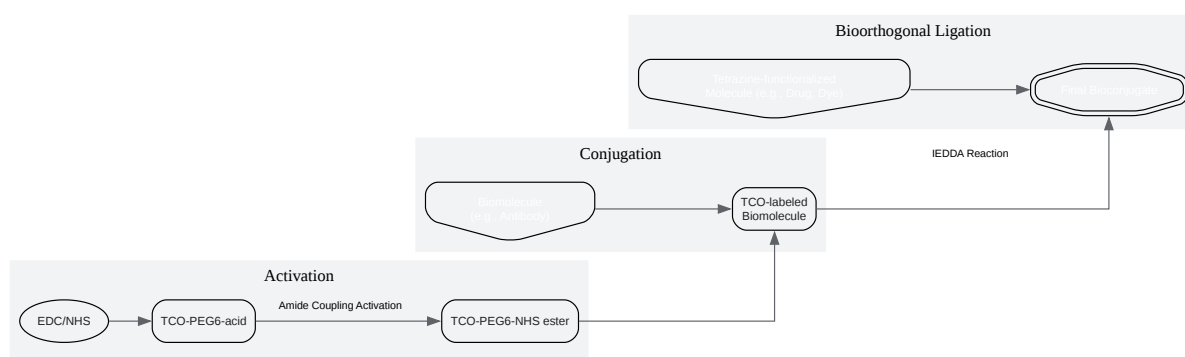 Bioorthogonal Ligation
Tetrazine-functionalized
Molecule (e.g., Drug, Dye)
Final Bioconjugate
IEDDA Reaction
Conjugation
Biomolecule
(e.g., Antibody)
TCO-labeled
Biomolecule
Activation
EDC/NHS
TCO-PEG6-acid
Amide Coupling Activation
TCO-PEG6-NHS ester